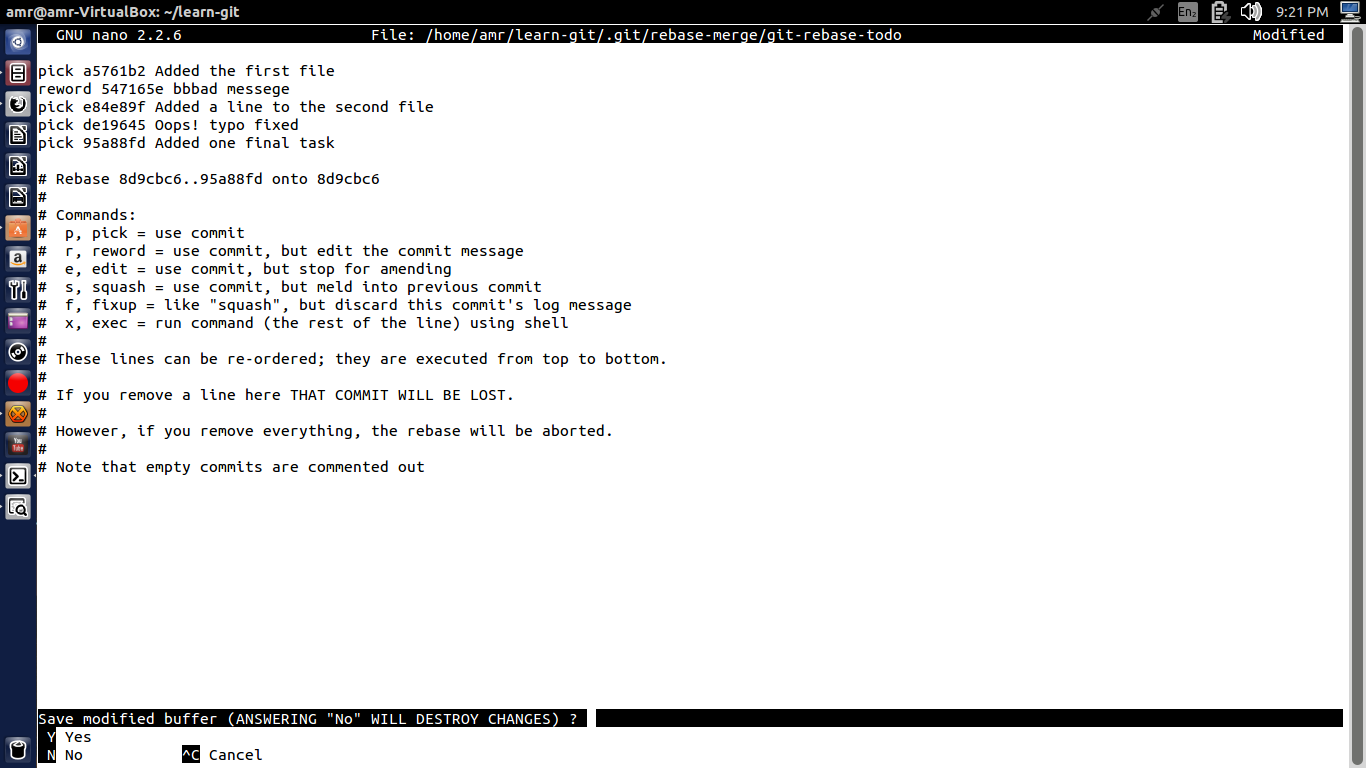 amr@amr-VirtualBox: ~/learn-git
En₂
9:21 PM
GNU nano 2.2.6 File: /home/amr/learn-git/.git/rebase-merge/git-rebase-todo Modified
pick a5761b2 Added the first file
reword 547165e bbbad messege
pick e84e89f Added a line to the second file
pick de19645 Oops! typo fixed
pick 95a88fd Added one final task
# Rebase 8d9cbc6..95a88fd onto 8d9cbc6
#
# Commands:
#  p, pick = use commit
#  r, reword = use commit, but edit the commit message
#  e, edit = use commit, but stop for amending
#  s, squash = use commit, but meld into previous commit
#  f, fixup = like "squash", but discard this commit's log message
#  x, exec = run command (the rest of the line) using shell
#
# These lines can be re-ordered; they are executed from top to bottom.
#
# If you remove a line here THAT COMMIT WILL BE LOST.
#
# However, if you remove everything, the rebase will be aborted.
#
# Note that empty commits are commented out
You
Tube
Save modified buffer (ANSWERING "No" WILL DESTROY CHANGES) ?
Y Yes
N No ^C Cancel